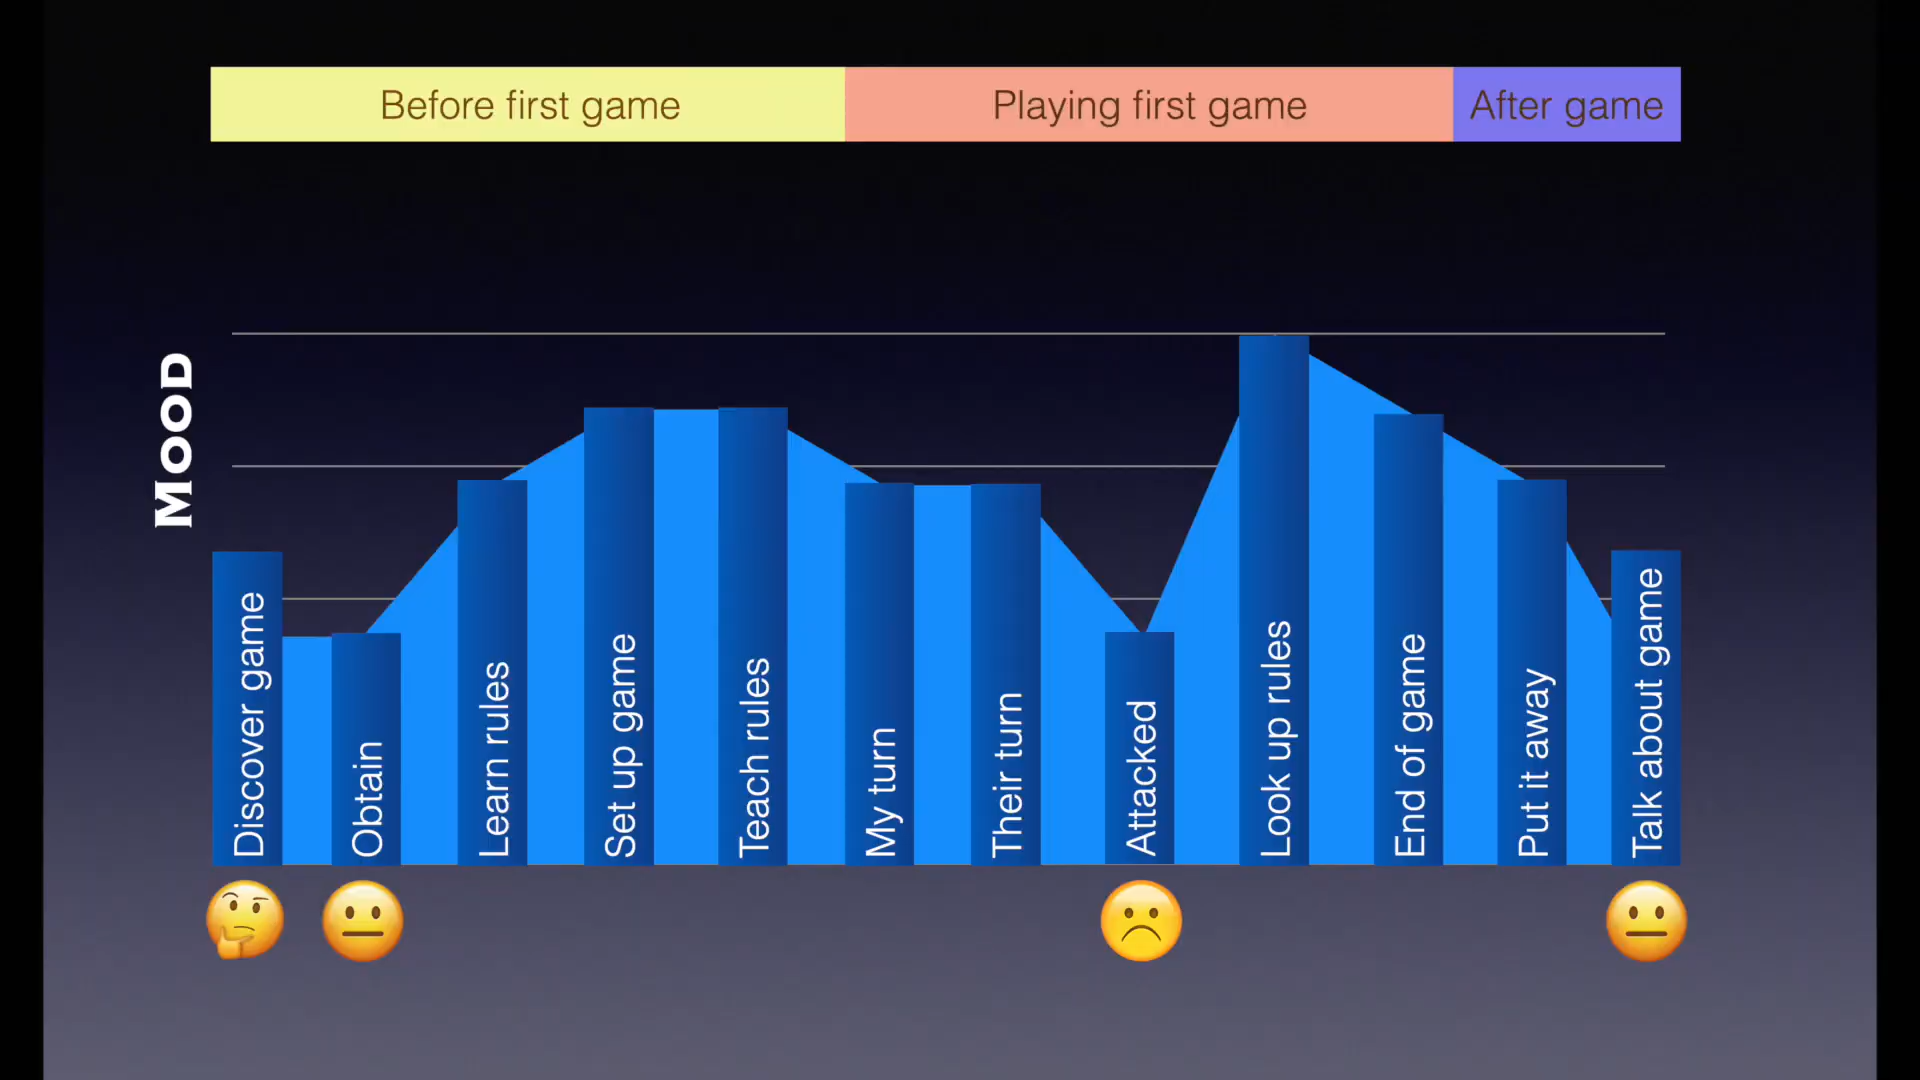 Before first game
Playing first game
After game
MOOD
Discover game
Obtain
Learn rules
Set up game
Teach rules
My turn
Their turn
Attacked
Look up rules
End of game
Put it away
Talk about game